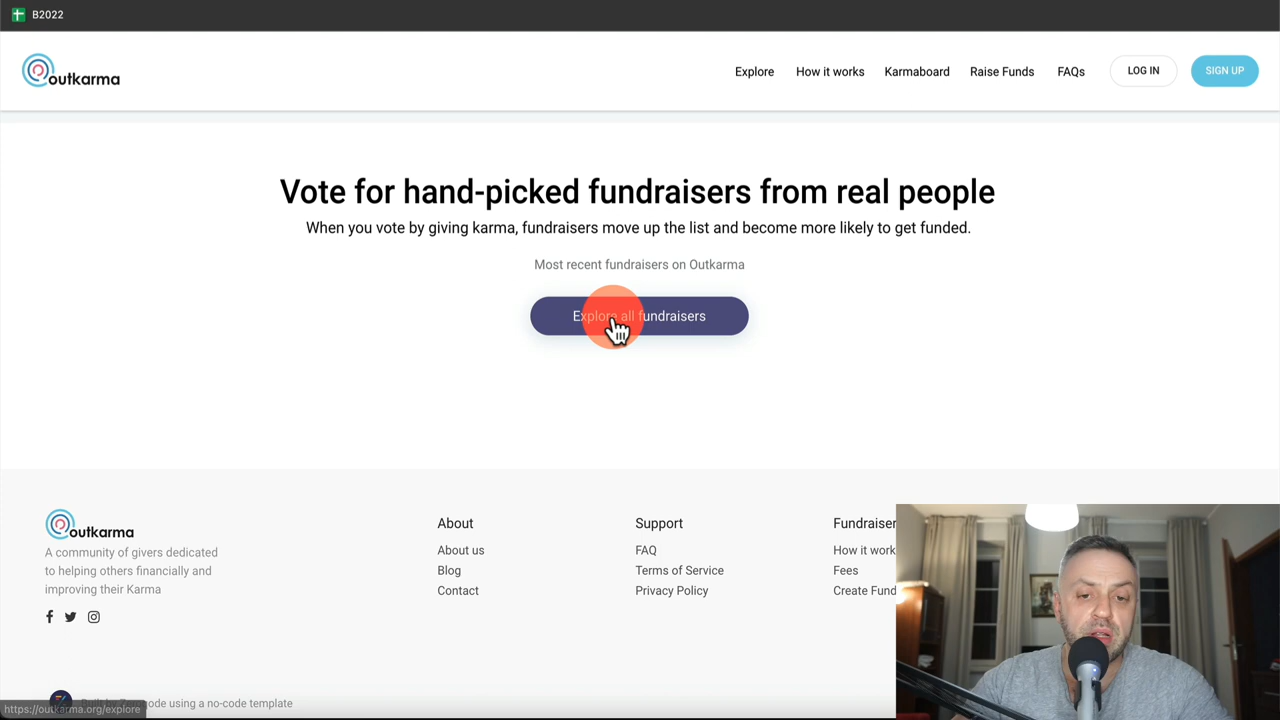 B2022
outkarma
Explore
How it works
Karmaboard
Raise Funds
FAQs
LOG IN
SIGN UP
Vote for hand-picked fundraisers from real people
When you vote by giving karma, fundraisers move up the list and become more likely to get funded.
Most recent fundraisers on Outkarma
Explore all fundraisers
outkarma
A community of givers dedicated
to helping others financially and
improving their Karma
About
About us
Blog
Contact
Support
FAQ
Terms of Service
Privacy Policy
Fundraiser
How it work
Fees
Create Fund
code using a no-code template
https://outkarma.org/explore